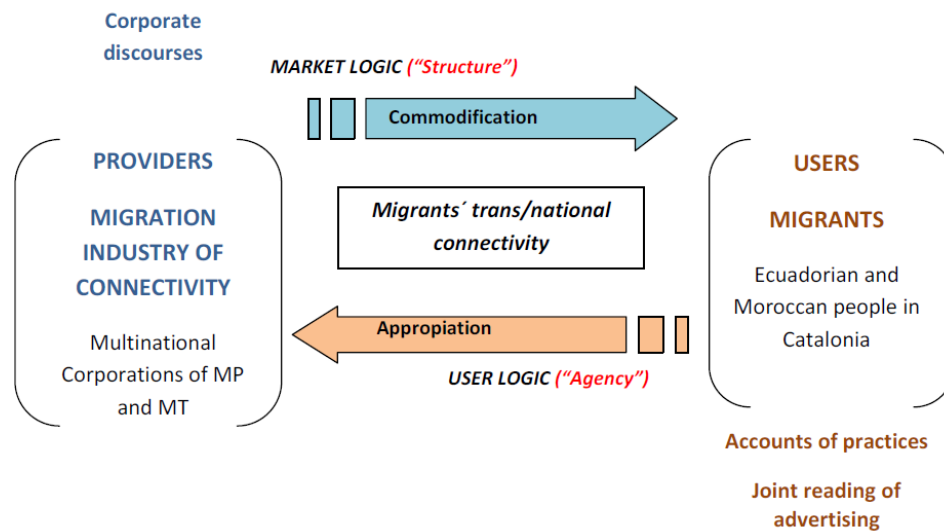 Corporate
discourses
MARKET LOGIC (“Structure”)
Commodification
PROVIDERS
MIGRATION
INDUSTRY OF
CONNECTIVITY
Multinational
Corporations of MP
and MT
Migrants´ trans/national
connectivity
USERS
MIGRANTS
Ecuadorian and
Moroccan people in
Catalonia
Appropiation
USER LOGIC (“Agency”)
Accounts of practices
Joint reading of
advertising